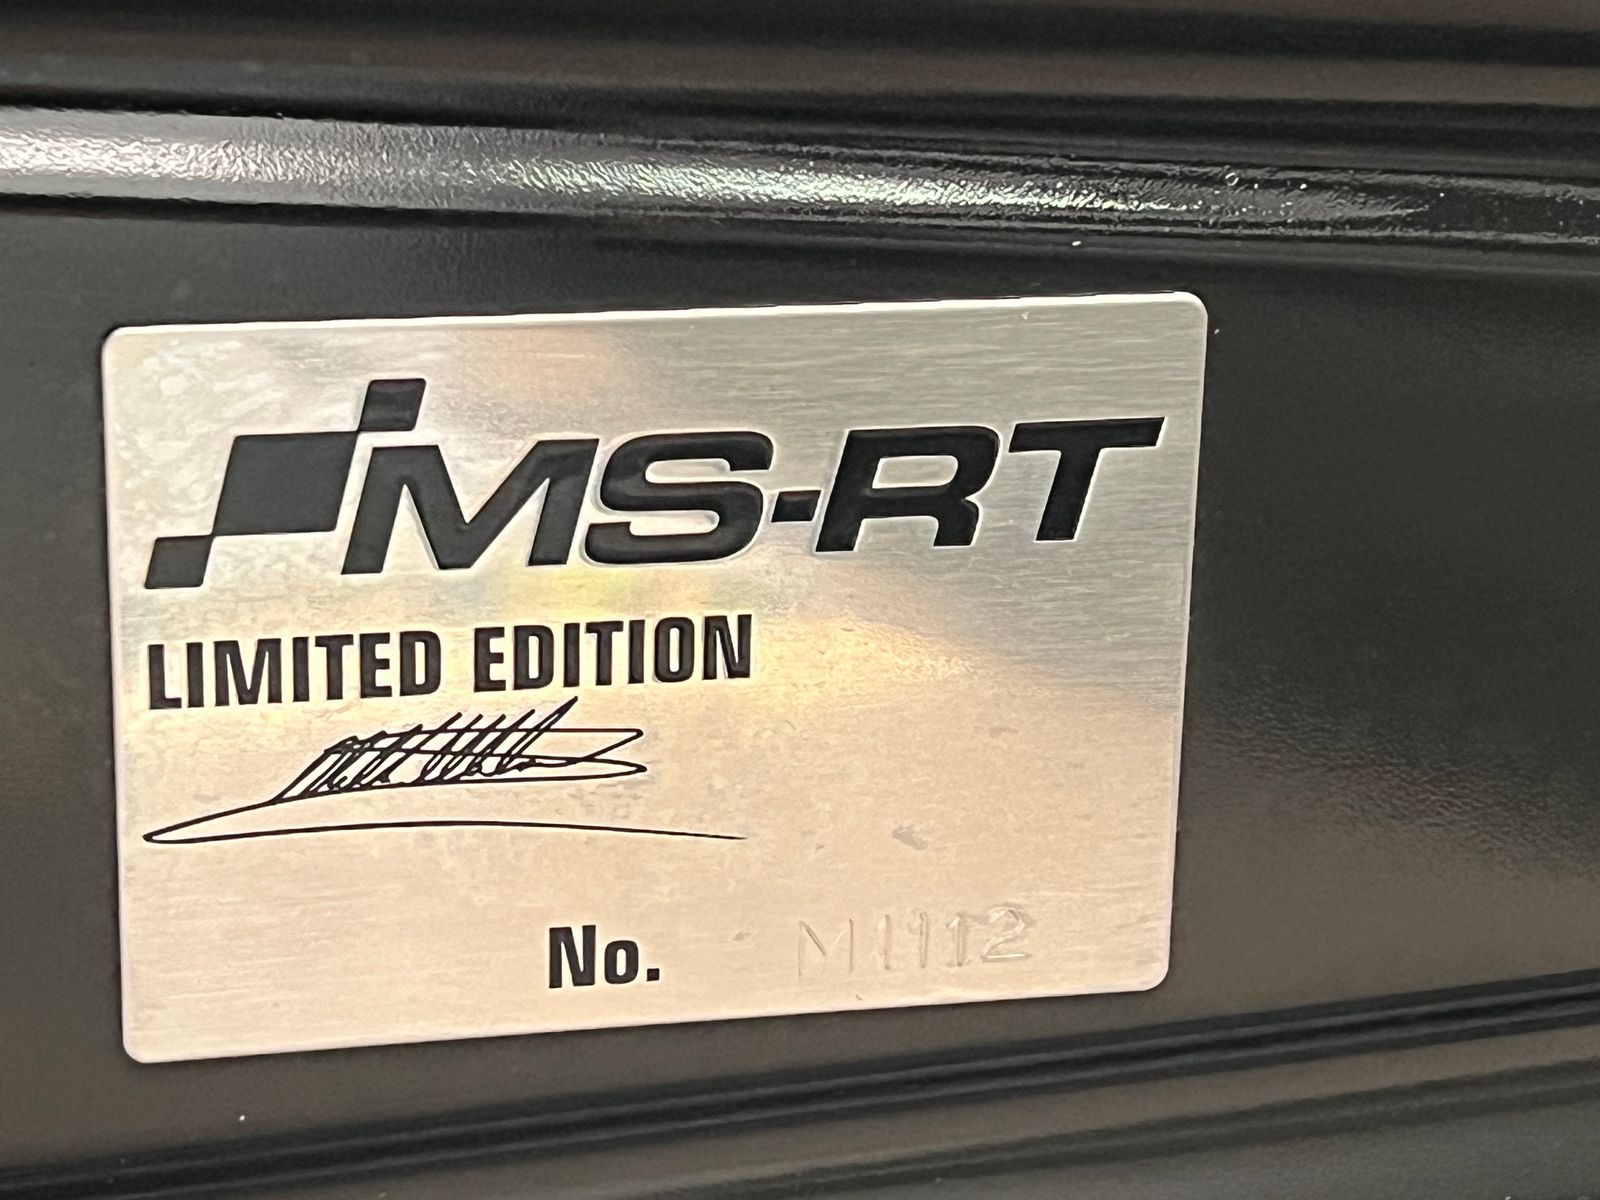 MS-RT
LIMITED EDITION
No. M1112